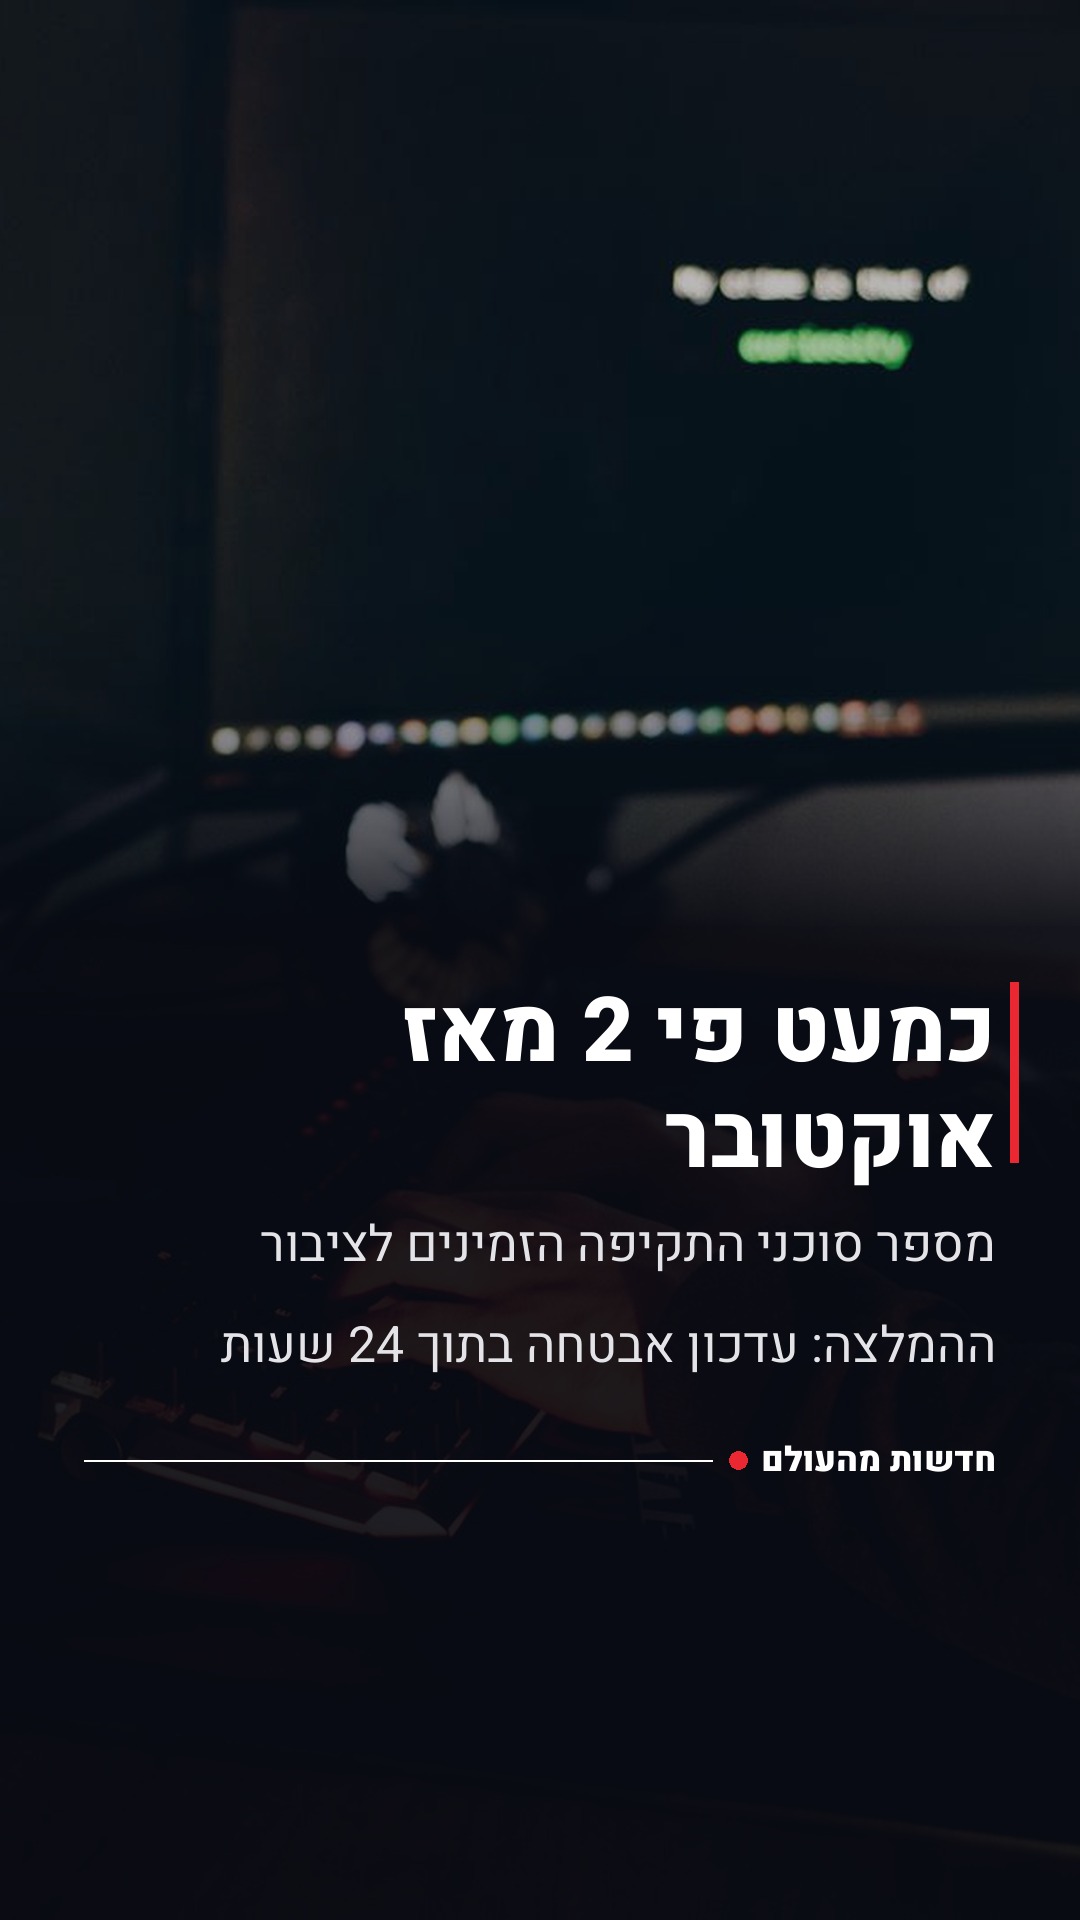 כמעט פי 2 מאז
אוקטובר
מספר סוכני התקיפה הזמינים לציבור
ההמלצה: עדכון אבטחה בתוך 24 שעות
חדשות מהעולם